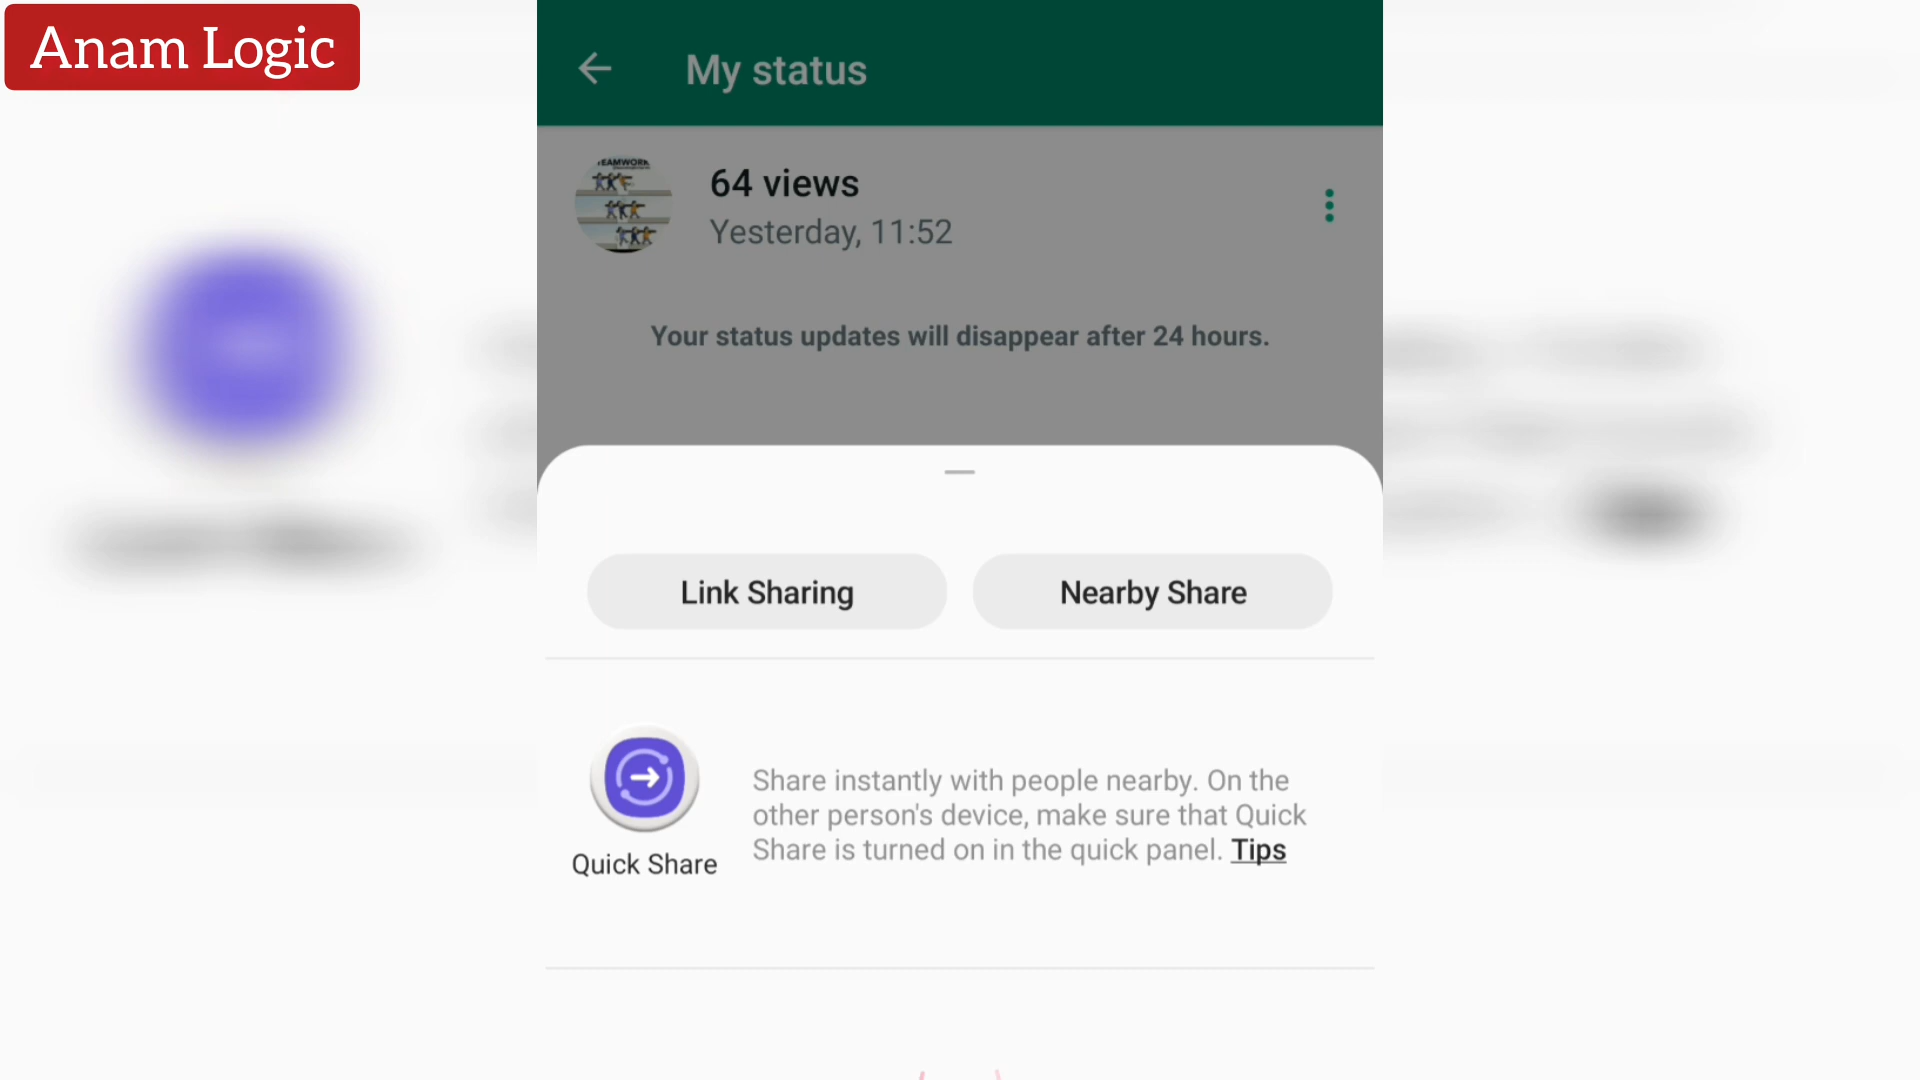 Anam Logic
My status
TEAMWORK
64 views
Yesterday, 11:52
Your status updates will disappear after 24 hours.
Link Sharing
Nearby Share
Share instantly with people nearby. On the
other person's device, make sure that Quick
Share is turned on in the quick panel. Tips
Quick Share